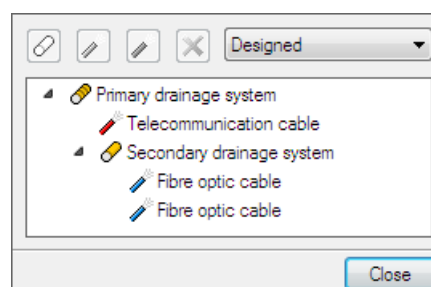 Designed
Primary drainage system
Telecommunication cable
Secondary drainage system
Fibre optic cable
Fibre optic cable
Close